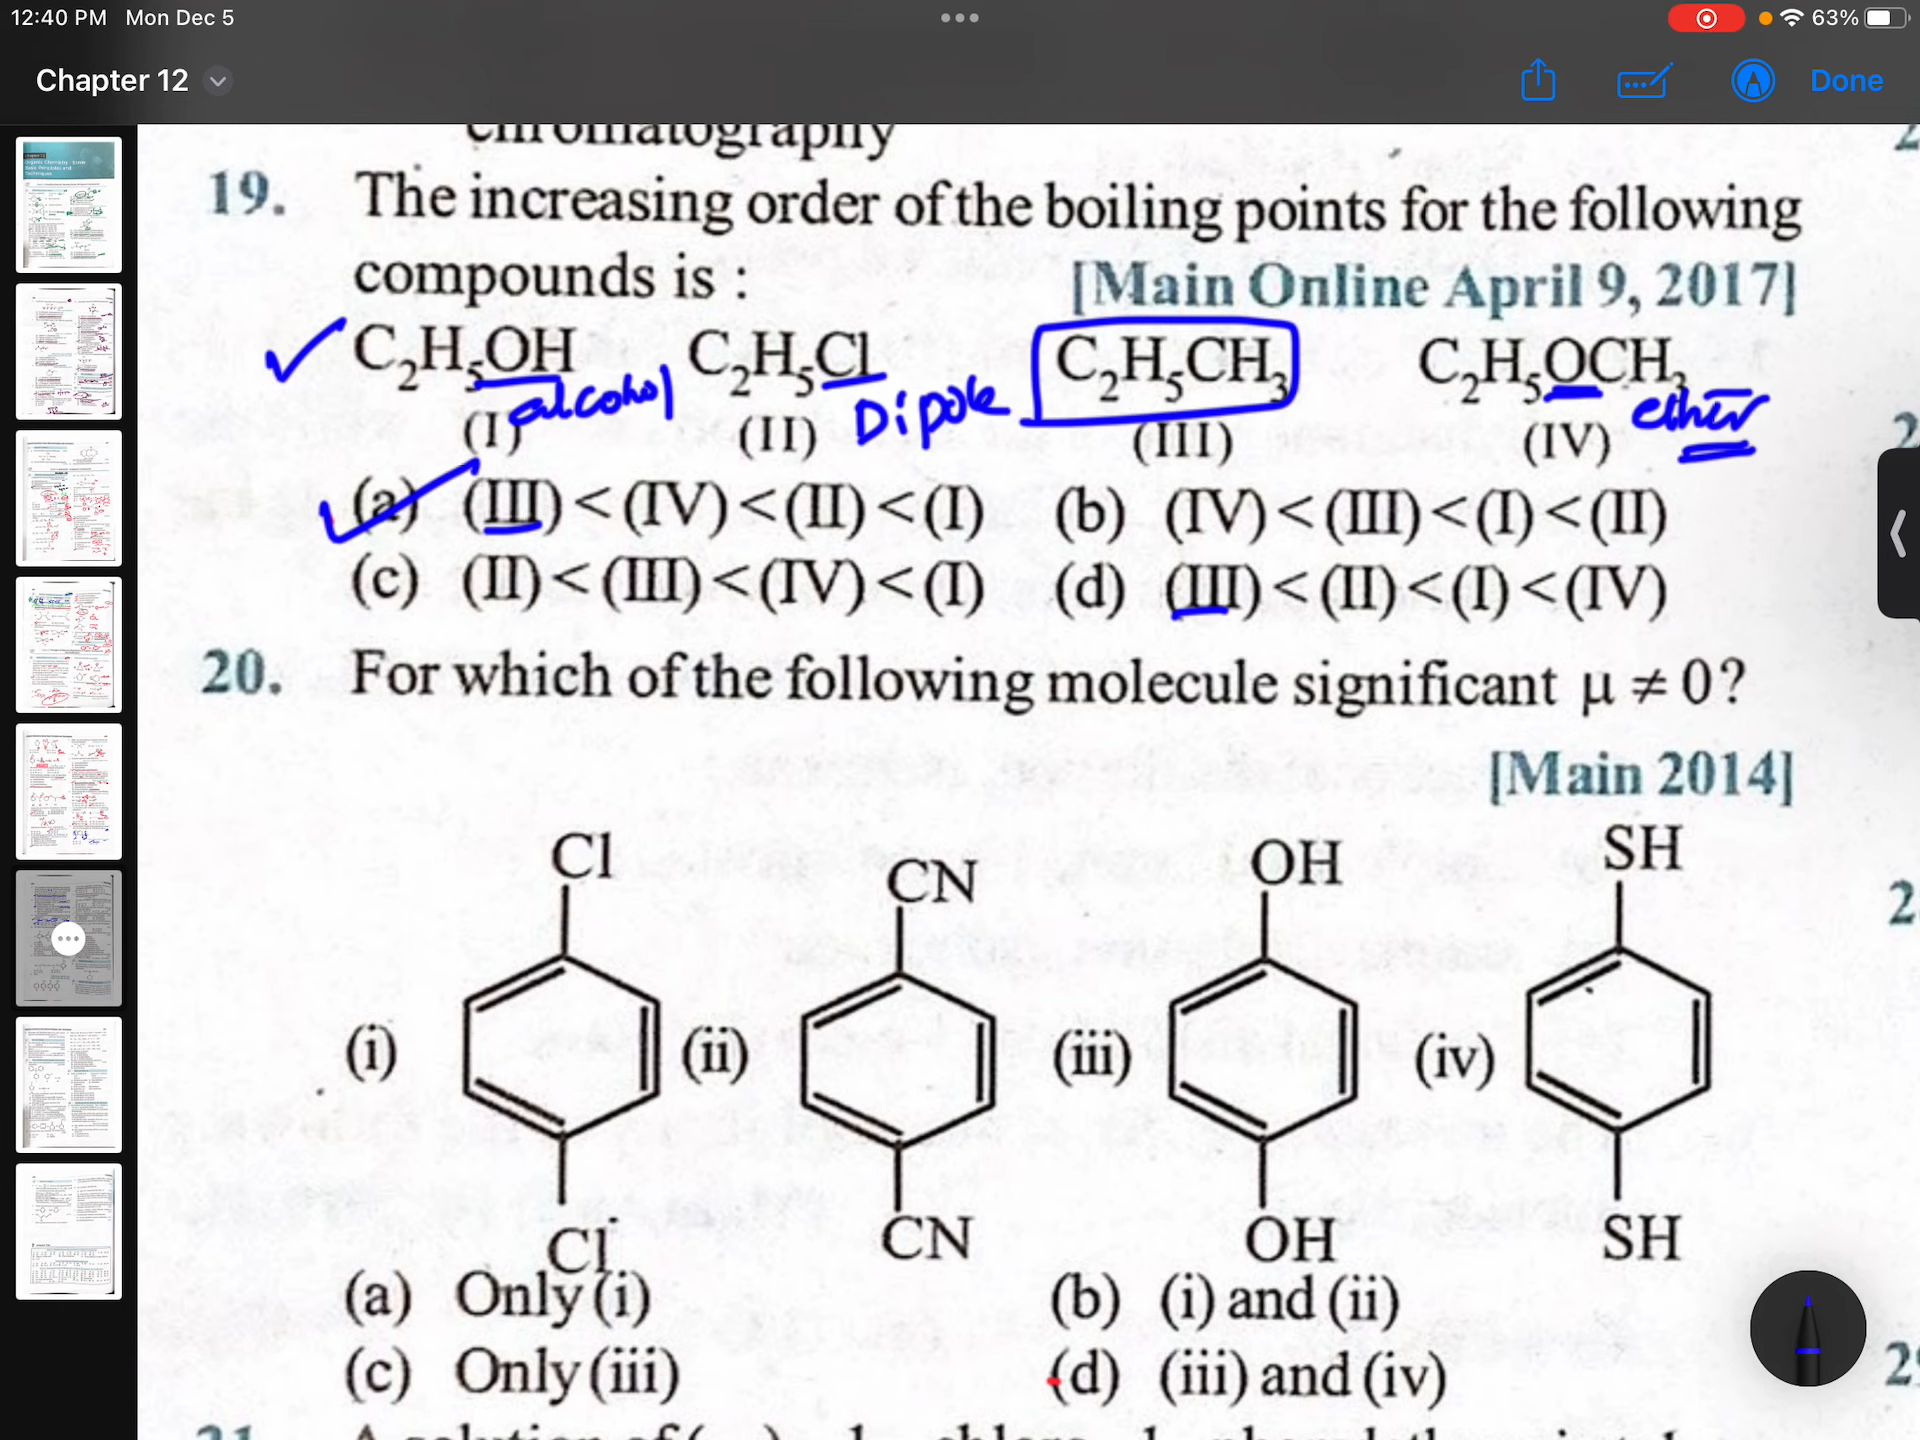 12:40 PM Mon Dec 5
63%
Chapter 12
Done
chromatography
19. The increasing order of the boiling points for the following
compounds is : [Main Online April 9, 2017]
C₂H₅OH C₂H₅Cl C₂H₅CH₃ C₂H₅OCH₃
alcohol Dipole ether
(I) (II) (III) (IV)
(a) (III) < (IV) < (II) < (I) (b) (IV) < (III) < (I) < (II)
(c) (II) < (III) < (IV) < (I) (d) (III) < (II) < (I) < (IV)
20. For which of the following molecule significant μ ≠ 0?
[Main 2014]
Cl CN OH SH
(i) (ii) (iii) (iv)
Cl CN OH SH
(a) Only (i) (b) (i) and (ii)
(c) Only (iii) (d) (iii) and (iv)